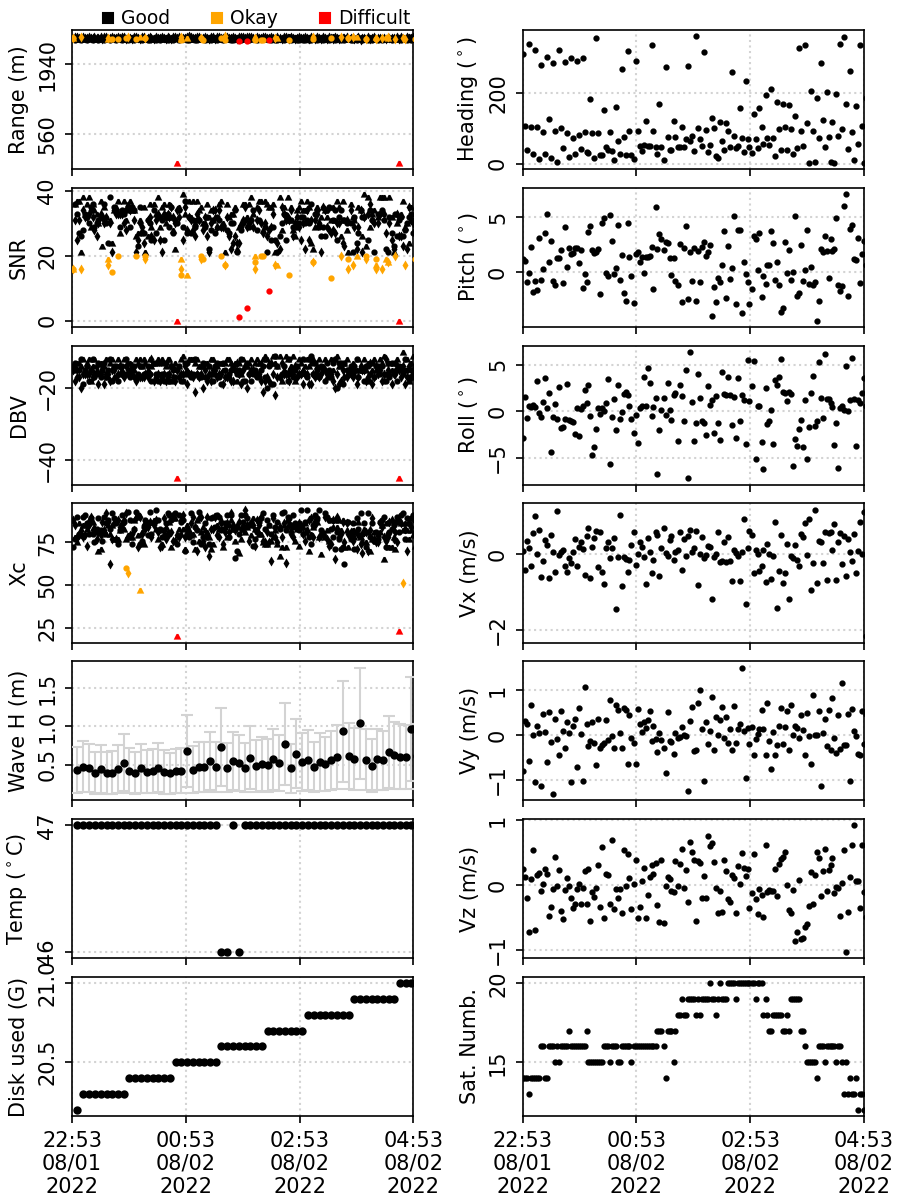 Good Okay Difficult
Range (m)
1940
560
Heading (°)
200
0
SNR
40
20
0
Pitch (°)
5
0
DBV
−20
−40
Roll (°)
5
0
−5
Xc
75
50
25
Vx (m/s)
0
−2
Wave H (m)
1.5
1.0
0.5
Vy (m/s)
1
0
−1
Temp (°C)
47
46
Vz (m/s)
1
0
−1
Disk used (G)
21.0
20.5
Sat. Numb.
20
15
22:53 00:53 02:53 04:53 22:53 00:53 02:53 04:53
08/01 08/02 08/02 08/02 08/01 08/02 08/02 08/02
2022 2022 2022 2022 2022 2022 2022 2022